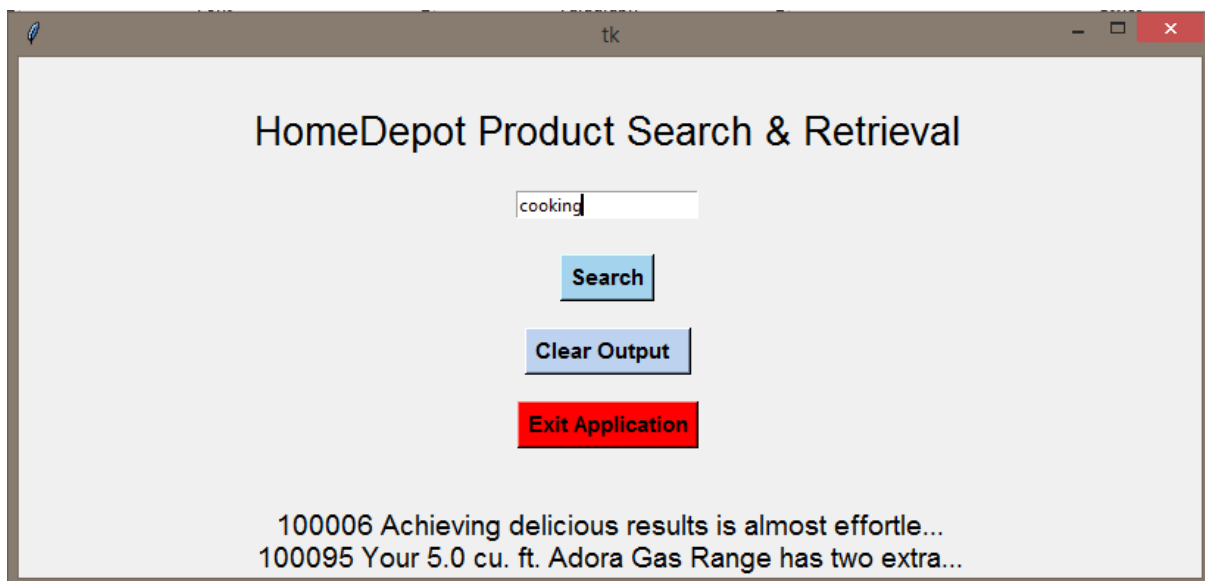 tk
HomeDepot Product Search & Retrieval
cooking
Search
Clear Output
Exit Application
100006 Achieving delicious results is almost effortle...
100095 Your 5.0 cu. ft. Adora Gas Range has two extra...